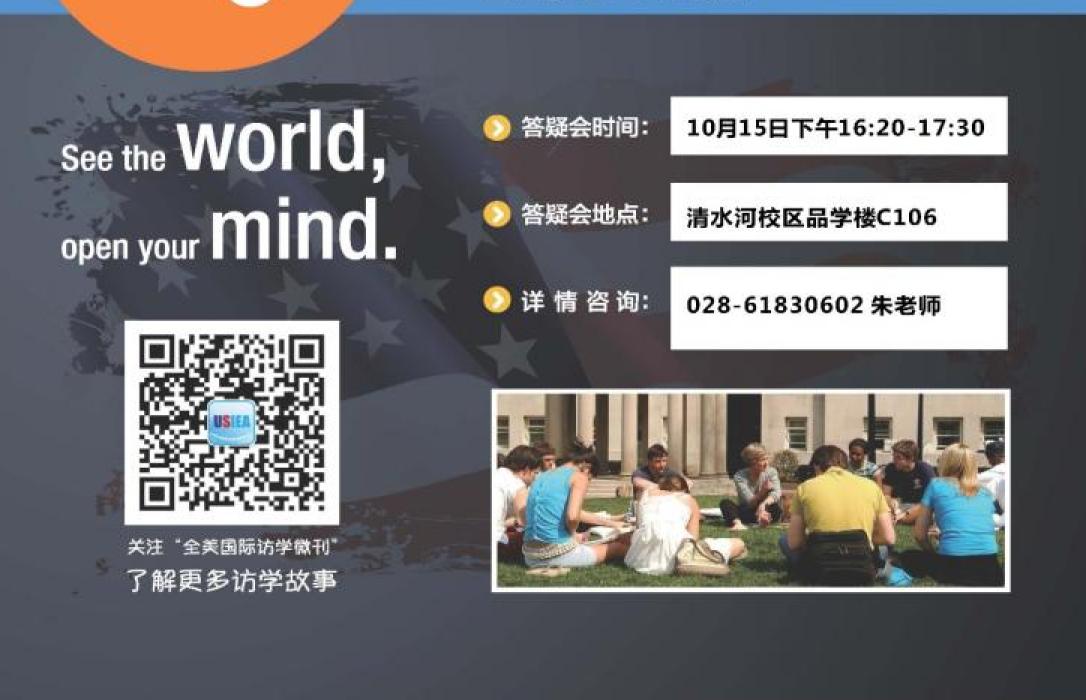 See the world,
open your mind.
答疑会时间：
10月15日下午16:20-17:30
答疑会地点：
清水河校区品学楼C106
详情咨询：
028-61830602 朱老师
USIEA
关注“全美国际访学微刊”
了解更多访学故事